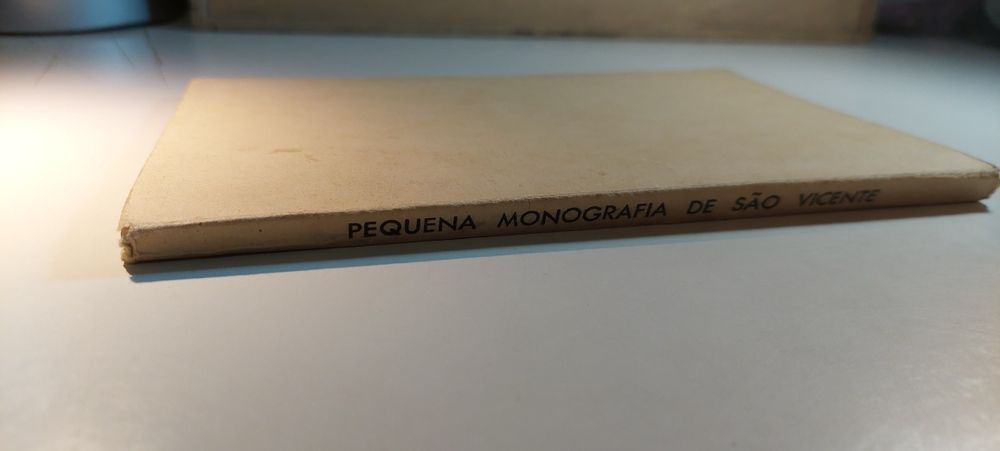 PEQUENA MONOGRAFIA DE SÃO VICENTE